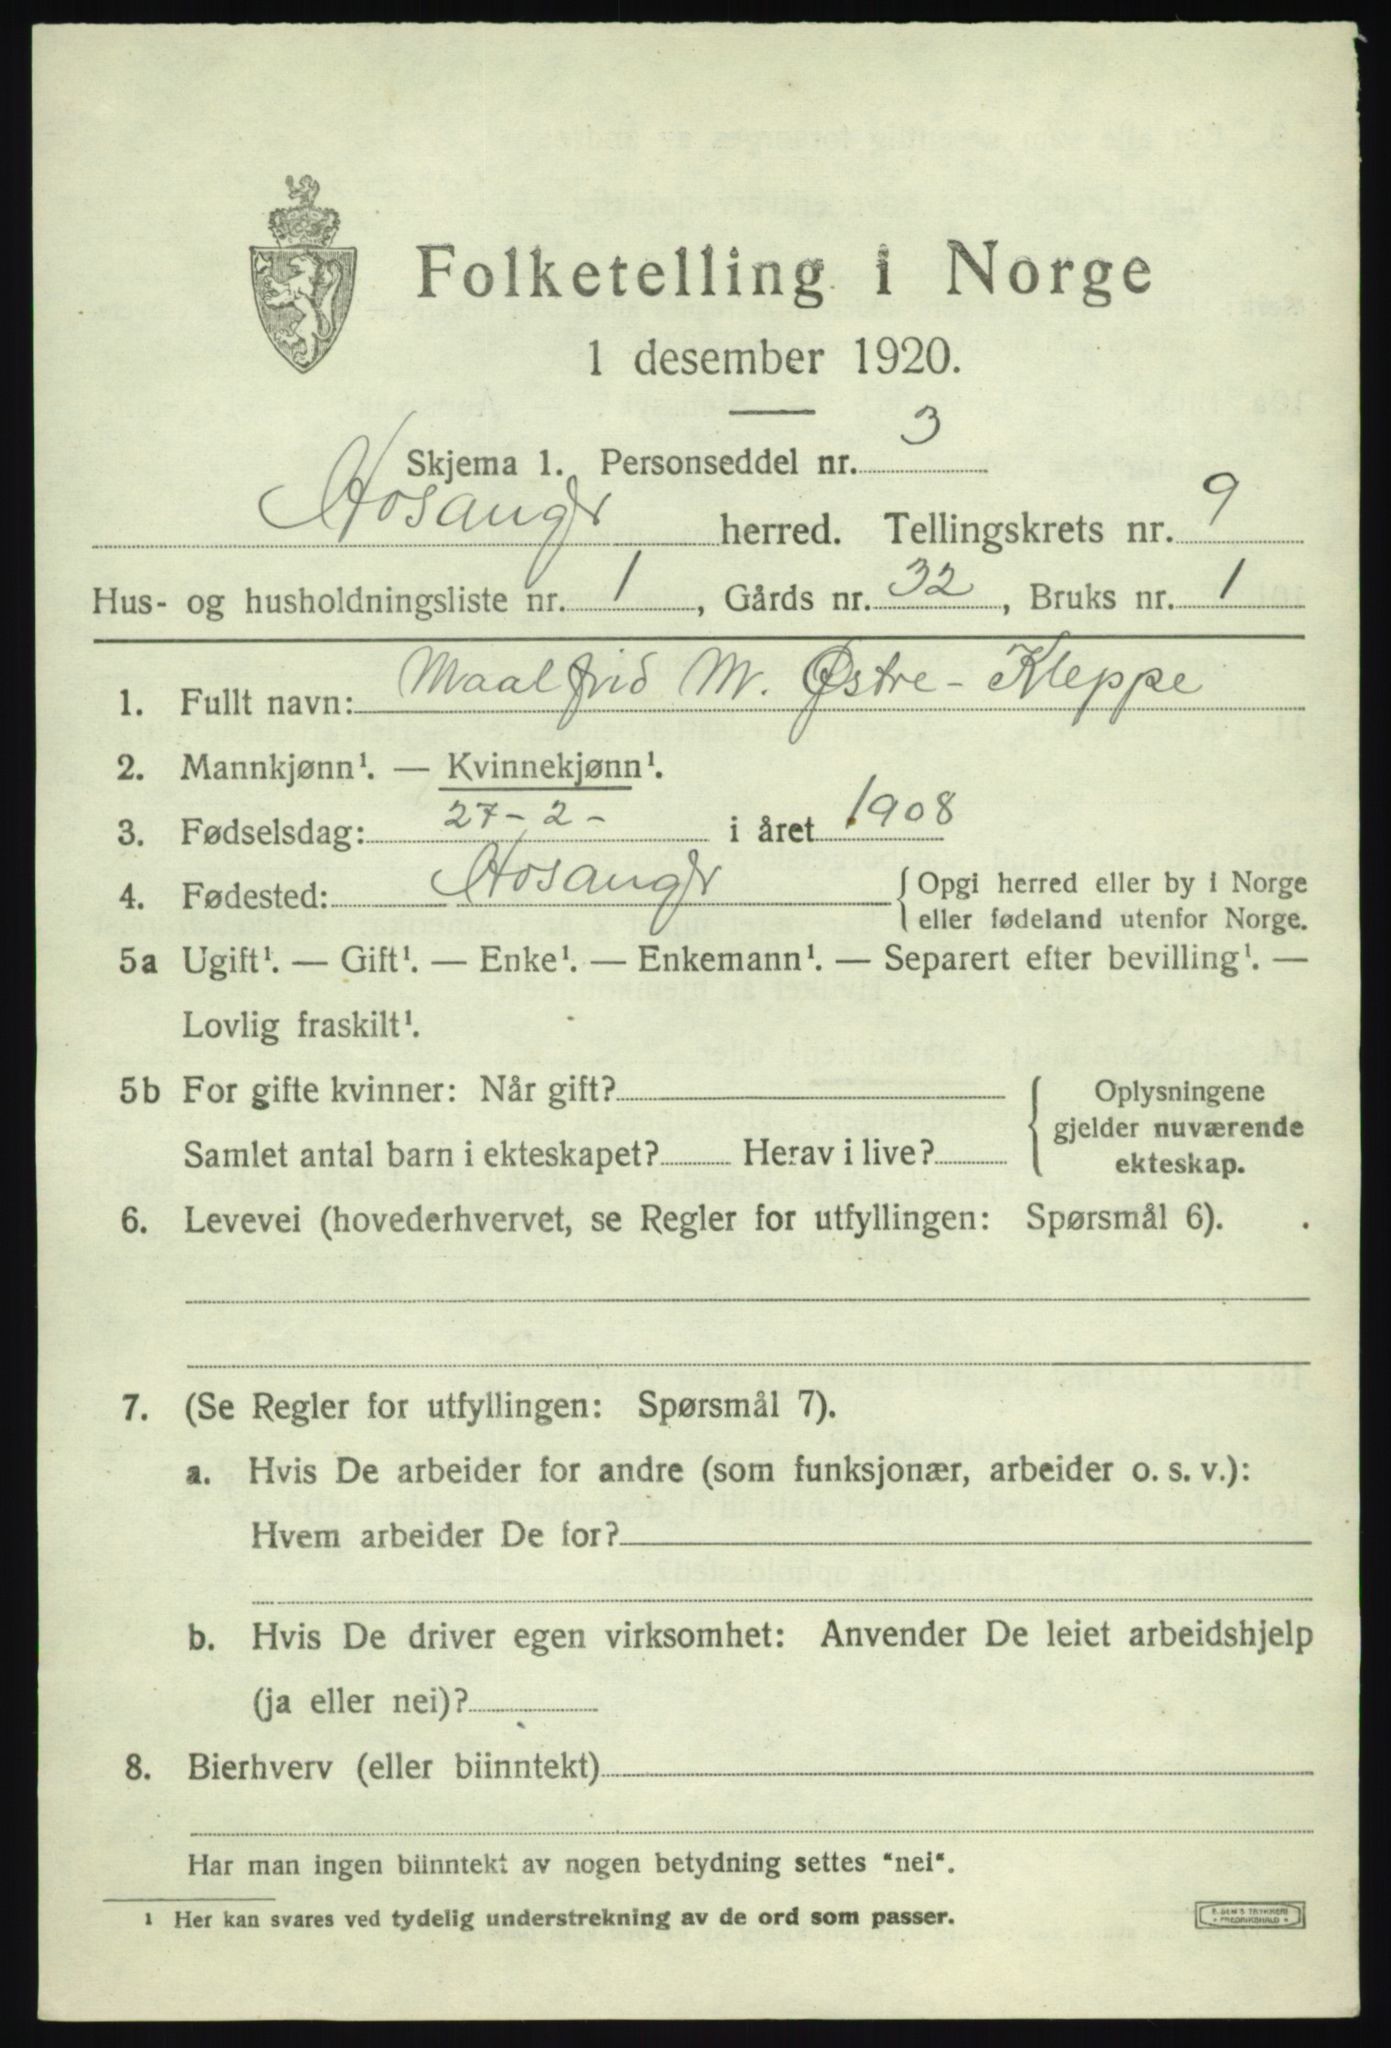 Folketelling i Norge
1 desember 1920.
Skjema 1. Personseddel nr. 3
Hosangr herred. Tellingskrets nr. 9
Hus- og husholdningsliste nr. 1, Gårds nr. 32, Bruks nr. 1
1. Fullt navn: Maalfrid M. Østre-Kleppe
2. Mannkjønn¹. — Kvinnekjønn¹.
3. Fødselsdag: 27-2- i året 1908
4. Fødested: Hosangr { Opgi herred eller by i Norge
eller fødeland utenfor Norge.
5a Ugift¹. — Gift¹. — Enke¹. — Enkemann¹. — Separert efter bevilling¹. —
Lovlig fraskilt¹.
5b For gifte kvinner: Når gift? { Oplysningene
gjelder nuværende
Samlet antal barn i ekteskapet? Herav i live? ekteskap.
6. Levevei (hovederhvervet, se Regler for utfyllingen: Spørsmål 6).
7. (Se Regler for utfyllingen: Spørsmål 7).
a. Hvis De arbeider for andre (som funksjonær, arbeider o. s. v.):
Hvem arbeider De for?
b. Hvis De driver egen virksomhet: Anvender De leiet arbeidshjelp
(ja eller nei)?
8. Bierhverv (eller biinntekt)
Har man ingen biinntekt av nogen betydning settes "nei".
¹ Her kan svares ved tydelig understrekning av de ord som passer.
TRYKKERI
FREDRIKSHALD